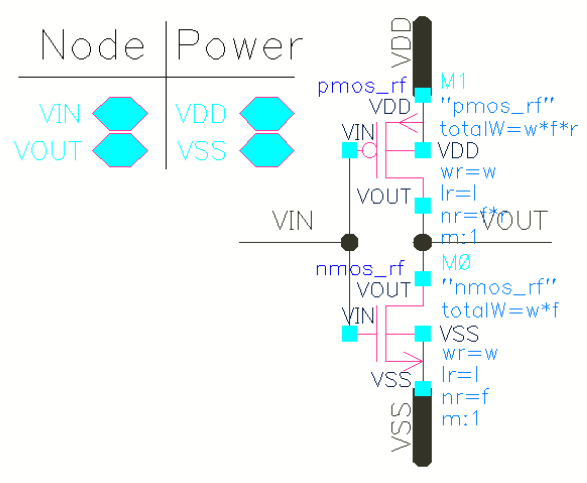 Node Power
VIN VDD
VOUT VSS
VDD
pmos_rf M1
VDD "pmos_rf"
totalW=w*f*r
VIN
VDD
wr=w
VOUT lr=l
nr=f*r
VIN VOUT
m:1
nmos_rf M0
VOUT "nmos_rf"
VIN totalW=w*f
VSS
wr=w
VSS lr=l
nr=f
VSS m:1